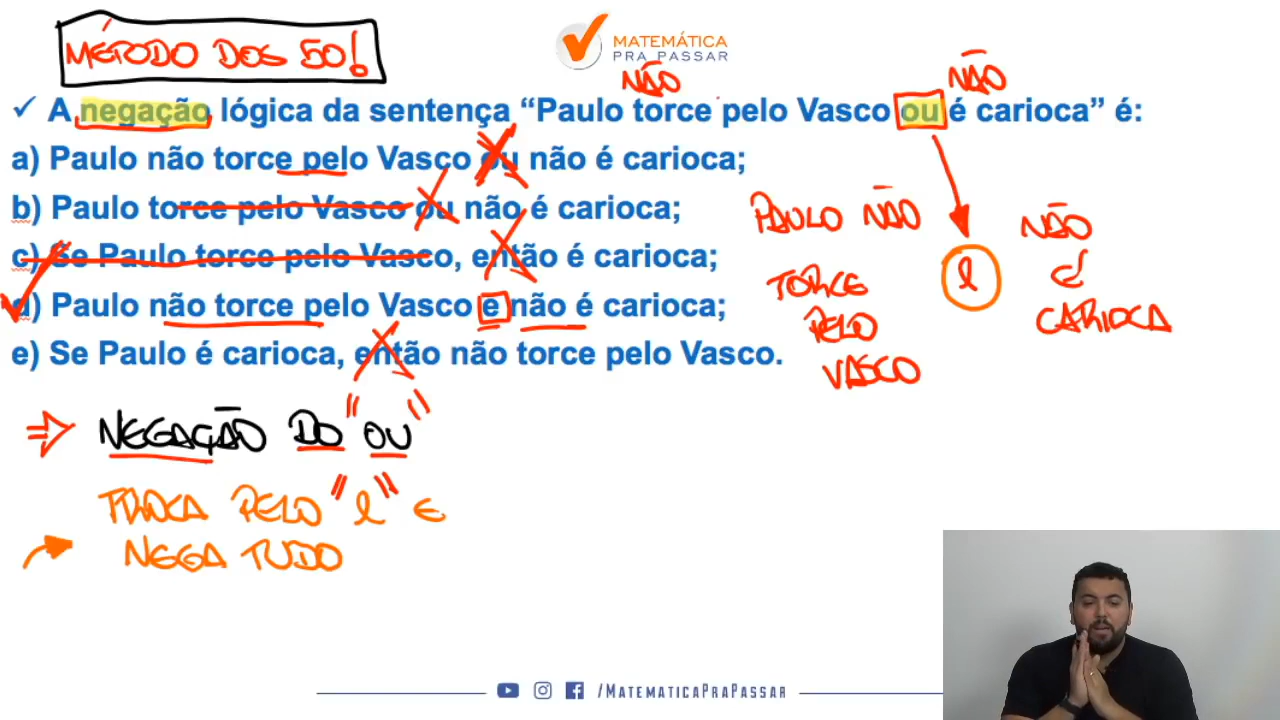 MÉTODO DOS 50!
MATEMÁTICA
PRA PASSAR
NÃO NÃO
✓ A negação lógica da sentença “Paulo torce pelo Vasco ou é carioca” é:
a) Paulo não torce pelo Vasco ou não é carioca;
b) Paulo torce pelo Vasco ou não é carioca;
c) Se Paulo torce pelo Vasco, então é carioca;
d) Paulo não torce pelo Vasco e não é carioca;
e) Se Paulo é carioca, então não torce pelo Vasco.
PAULO NÃO
TORCE
PELO
VASCO
e
NÃO
É
CARIOCA
⇒ NEGAÇÃO DO "OU"
TROCA PELO "e" E
NEGA TUDO
/MATEMATICAPRAPASSAR